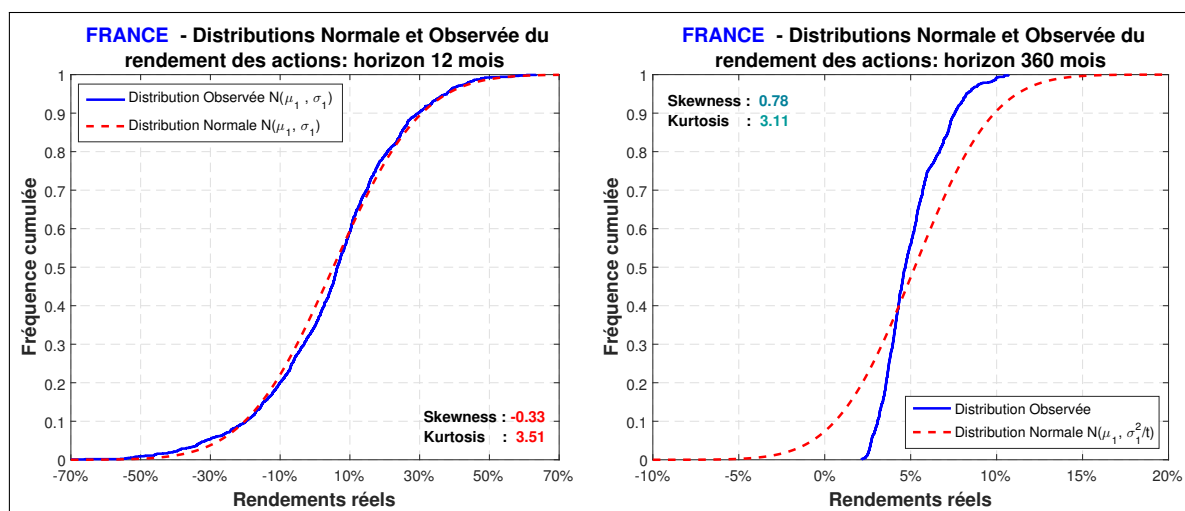 FRANCE - Distributions Normale et Observée du
rendement des actions: horizon 12 mois
Distribution Observée N(μ₁ , σ₁)
Distribution Normale N(μ₁, σ₁)
Skewness : -0.33
Kurtosis : 3.51
Fréquence cumulée
1
0.9
0.8
0.7
0.6
0.5
0.4
0.3
0.2
0.1
0
-70% -50% -30% -10% 10% 30% 50% 70%
Rendements réels
FRANCE - Distributions Normale et Observée du
rendement des actions: horizon 360 mois
Skewness : 0.78
Kurtosis : 3.11
Distribution Observée
Distribution Normale N(μ₁, σ₁²/t)
Fréquence cumulée
1
0.9
0.8
0.7
0.6
0.5
0.4
0.3
0.2
0.1
0
-10% -5% 0% 5% 10% 15% 20%
Rendements réels